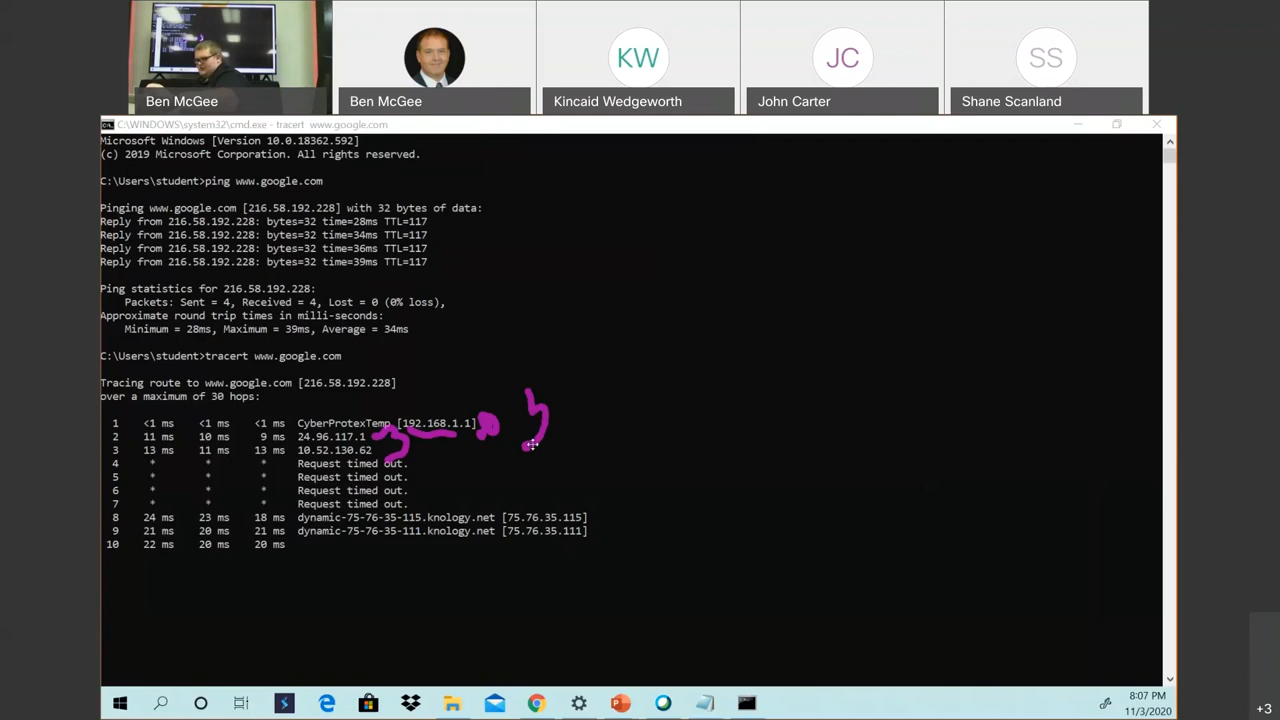 Ben McGee
Ben McGee
KW
Kincaid Wedgeworth
JC
John Carter
SS
Shane Scanland
C:\WINDOWS\system32\cmd.exe - tracert  www.google.com
Microsoft Windows [Version 10.0.18362.592]
(c) 2019 Microsoft Corporation. All rights reserved.
C:\Users\student>ping www.google.com
Pinging www.google.com [216.58.192.228] with 32 bytes of data:
Reply from 216.58.192.228: bytes=32 time=28ms TTL=117
Reply from 216.58.192.228: bytes=32 time=34ms TTL=117
Reply from 216.58.192.228: bytes=32 time=36ms TTL=117
Reply from 216.58.192.228: bytes=32 time=39ms TTL=117
Ping statistics for 216.58.192.228:
Packets: Sent = 4, Received = 4, Lost = 0 (0% loss),
Approximate round trip times in milli-seconds:
Minimum = 28ms, Maximum = 39ms, Average = 34ms
C:\Users\student>tracert www.google.com
Tracing route to www.google.com [216.58.192.228]
over a maximum of 30 hops:
1 <1 ms <1 ms <1 ms CyberProtexTemp [192.168.1.1]
2 11 ms 10 ms 9 ms 24.96.117.1
3 13 ms 11 ms 13 ms 10.52.130.62
4 * * * Request timed out.
5 * * * Request timed out.
6 * * * Request timed out.
7 * * * Request timed out.
8 24 ms 23 ms 18 ms dynamic-75-76-35-115.knology.net [75.76.35.115]
9 21 ms 20 ms 21 ms dynamic-75-76-35-111.knology.net [75.76.35.111]
10 22 ms 20 ms 20 ms
8:07 PM
11/3/2020
+3